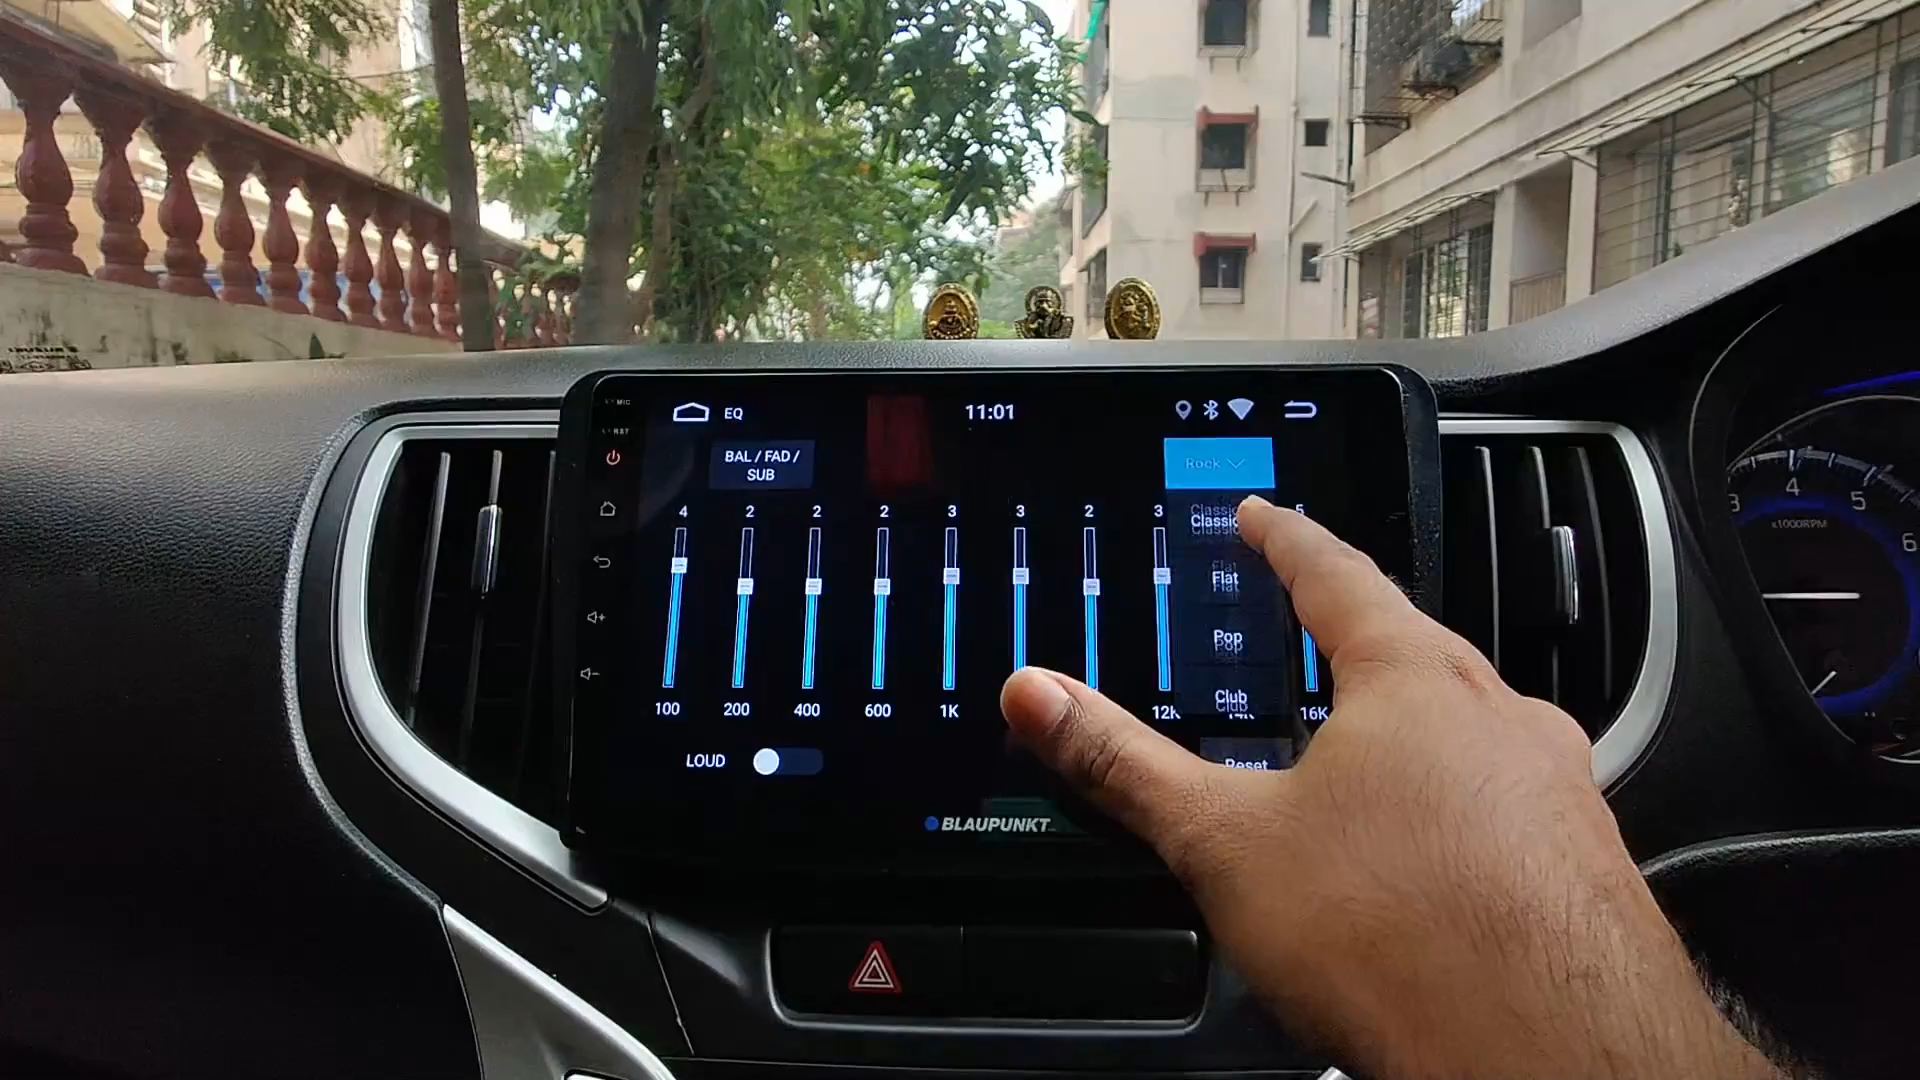 MIC
RST
EQ
11:01
BAL / FAD /
SUB
Rock
4 2 2 2 3 3 2 3 5
Classic
Flat
Pop
Club
100 200 400 600 1K 12K 14K 16K
LOUD
Reset
BLAUPUNKT
3 4 5 6
x1000RPM